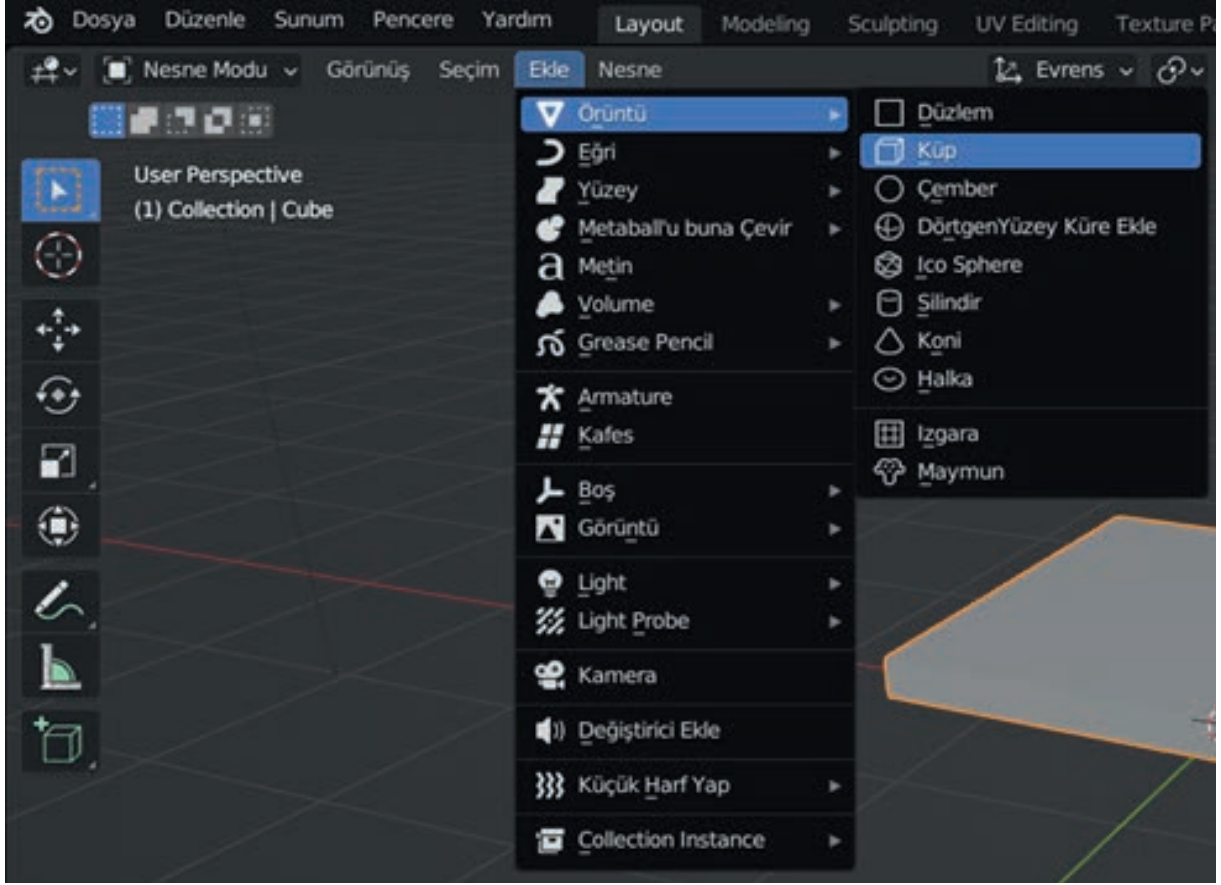 Dosya Düzenle Sunum Pencere Yardım Layout Modeling Sculpting UV Editing Texture Pa
Nesne Modu Görünüş Seçim Ekle Nesne Evrens
User Perspective
(1) Collection | Cube
Örüntü
Eğri
Yüzey
Metaball'u buna Çevir
Metin
Volume
Grease Pencil
Armature
Kafes
Boş
Görüntü
Light
Light Probe
Kamera
Değiştirici Ekle
Küçük Harf Yap
Collection Instance
Düzlem
Küp
Çember
DörtgenYüzey Küre Ekle
Ico Sphere
Silindir
Koni
Halka
Izgara
Maymun